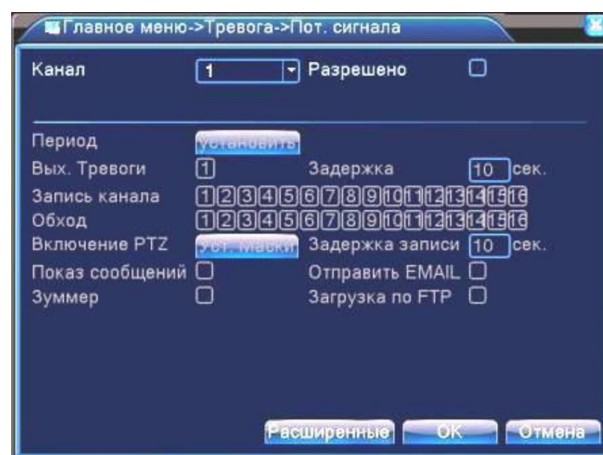 Главное меню->Тревога->Пот. сигнала
Канал 1 Разрешено
Период Установить
Вых. Тревоги 1 Задержка 10 сек.
Запись канала 1 2 3 4 5 6 7 8 9 10 11 12 13 14 15 16
Обход 1 2 3 4 5 6 7 8 9 10 11 12 13 14 15 16
Включение PTZ Уст. Маски Задержка записи 10 сек.
Показ сообщений Отправить EMAIL
Зуммер Загрузка по FTP
Расширенные OK Отмена